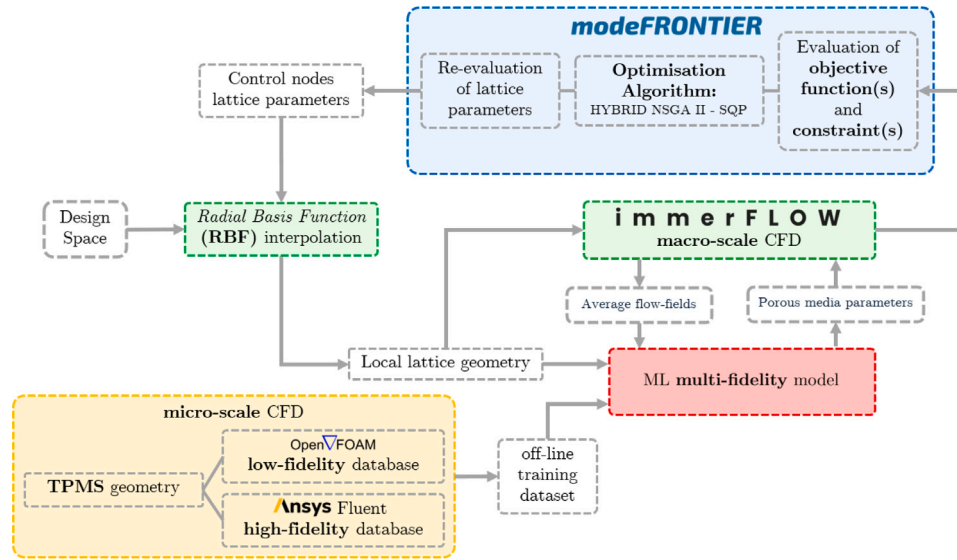 modeFRONTIER
Re-evaluation
of lattice
parameters
Optimisation
Algorithm:
HYBRID NSGA II - SQP
Evaluation of
objective
function(s)
and
constraint(s)
Control nodes
lattice parameters
Design
Space
Radial Basis Function
(RBF) interpolation
immerFLOW
macro-scale CFD
Average flow-fields
Porous media parameters
Local lattice geometry
ML multi-fidelity model
micro-scale CFD
TPMS geometry
Open∇FOAM
low-fidelity database
Ansys Fluent
high-fidelity database
off-line
training
dataset